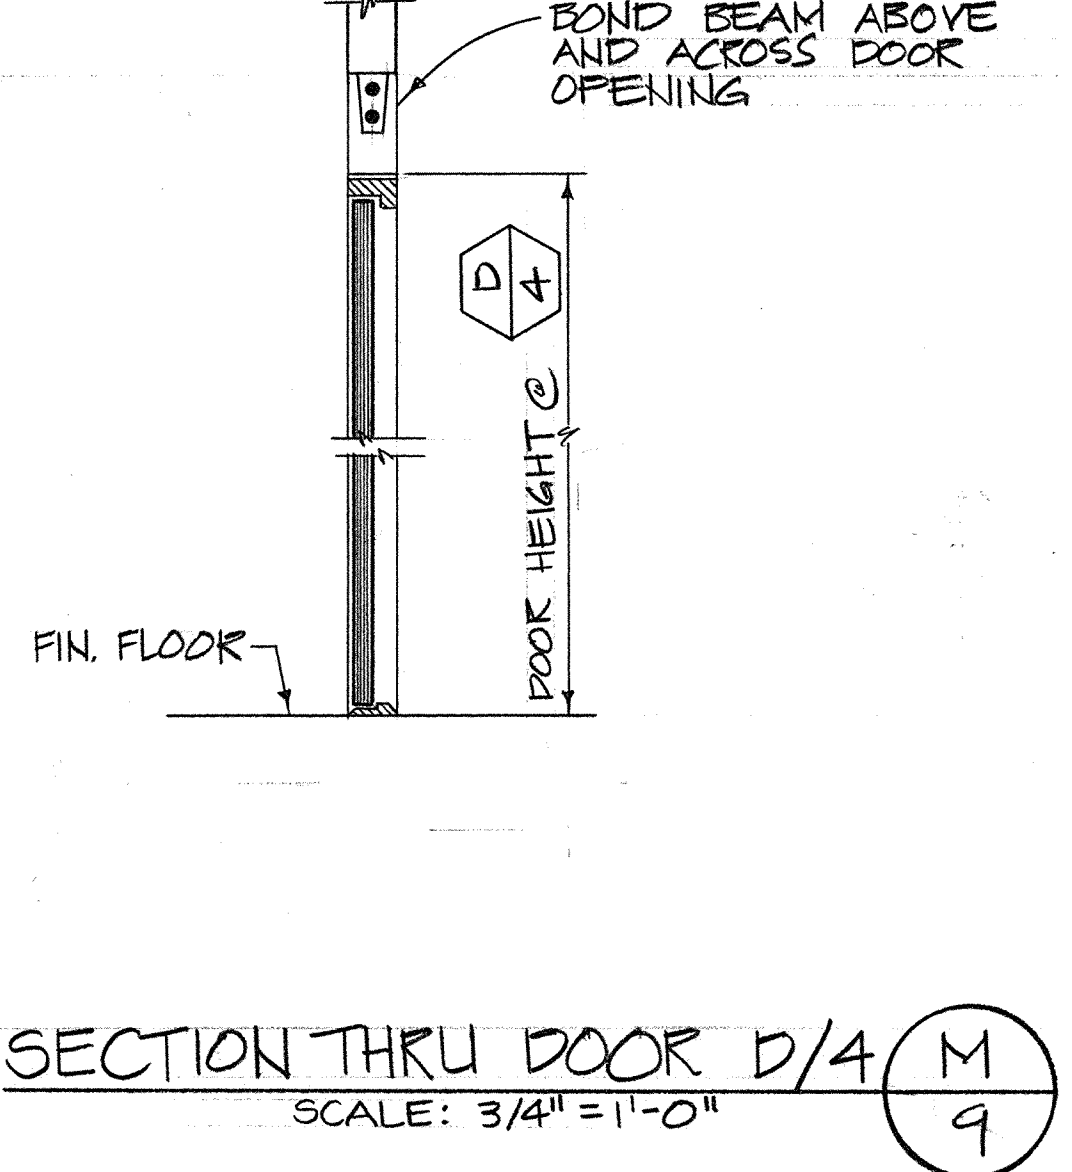 BOND BEAM ABOVE
AND ACROSS DOOR
OPENING
D
4
DOOR HEIGHT @
FIN. FLOOR
SECTION THRU DOOR D/4
M
9
SCALE: 3/4" = 1'-0"